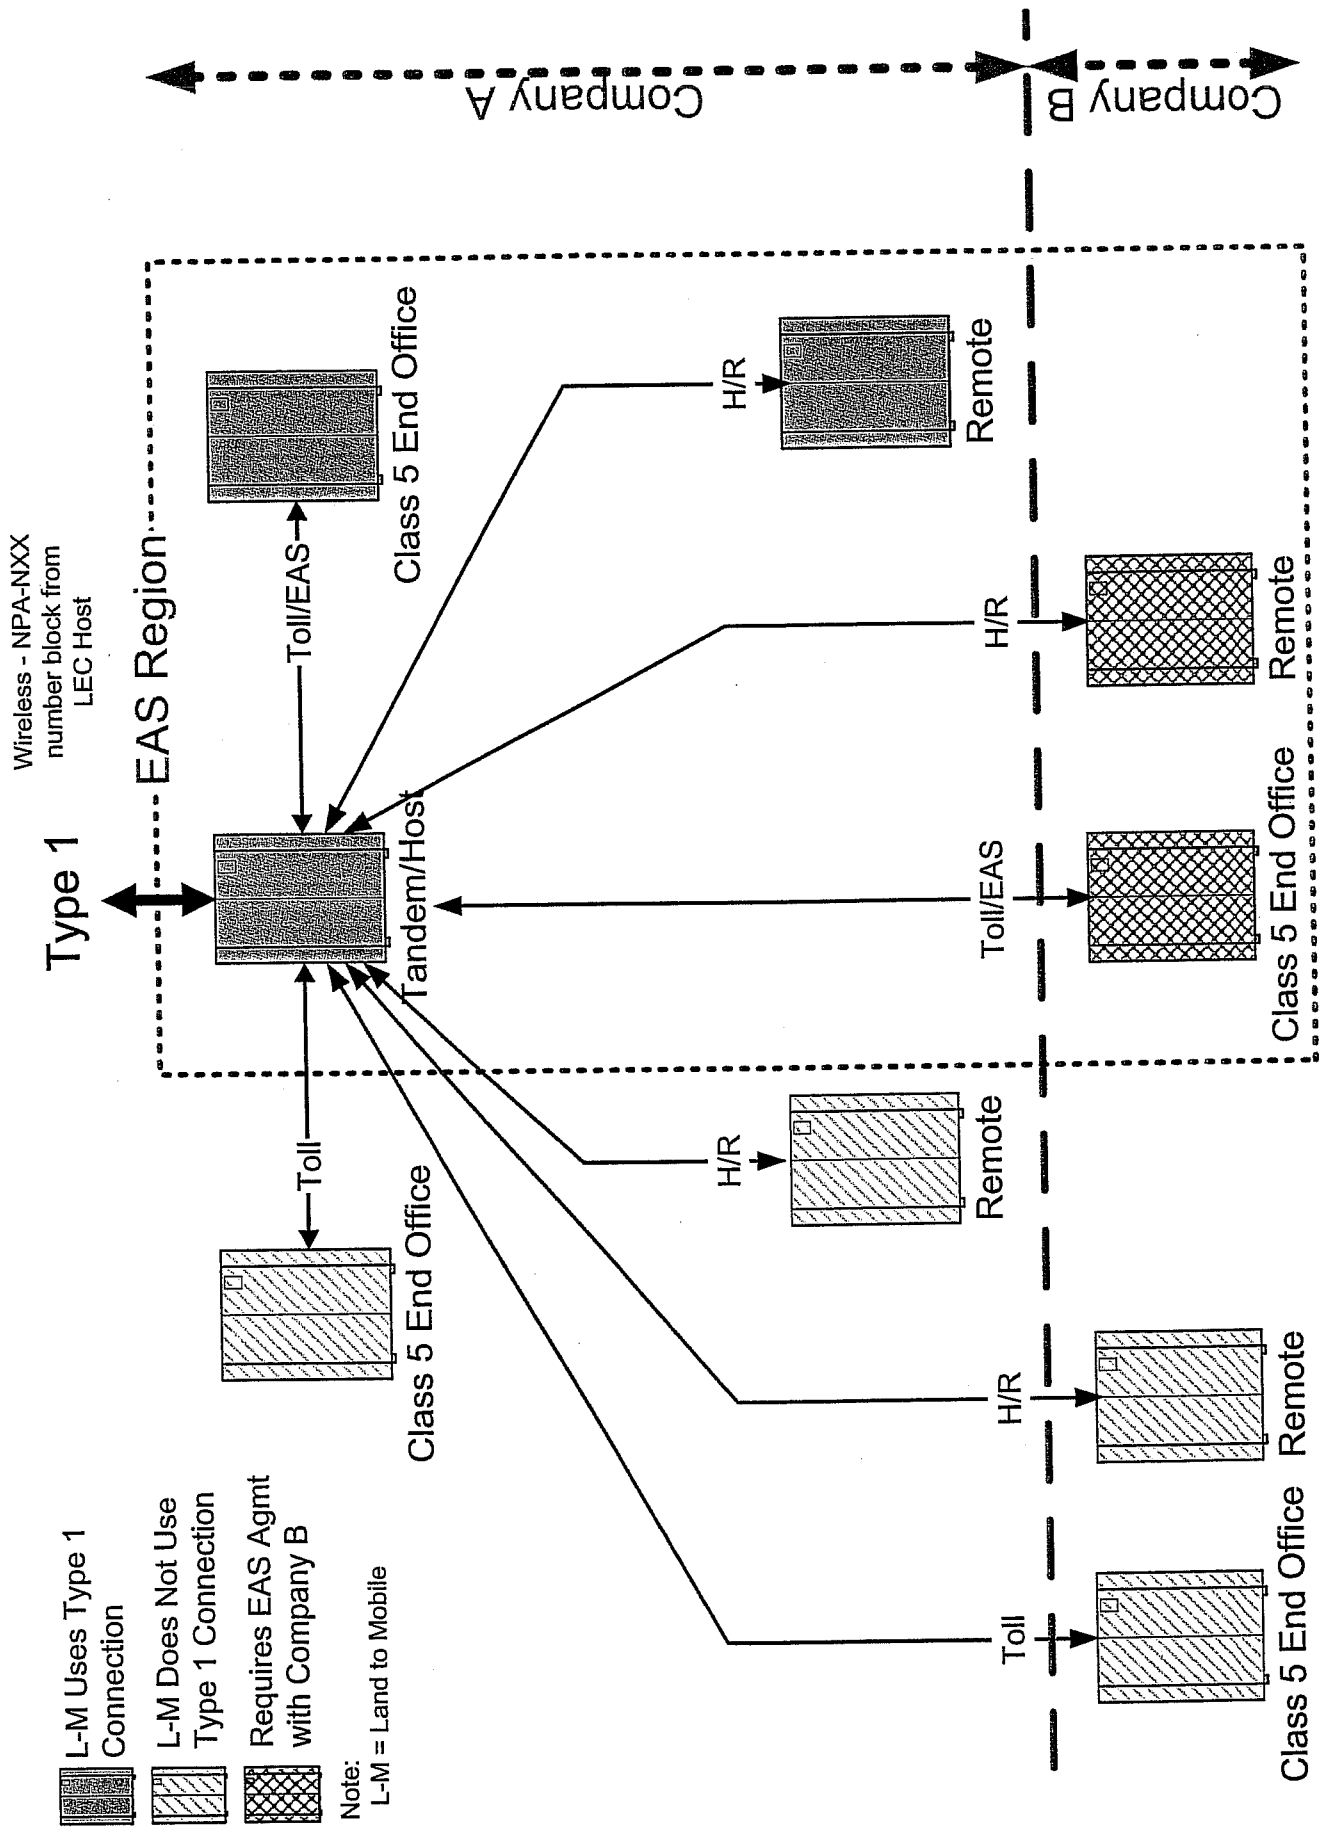 L-M Uses Type 1
Connection
L-M Does Not Use
Type 1 Connection
Requires EAS Agmt
with Company B
Note:
L-M = Land to Mobile
Type 1
Wireless - NPA-NXX
number block from
LEC Host
EAS Region
Toll
Toll/EAS
Class 5 End Office
Tandem/Host
Class 5 End Office
H/R
H/R
Remote
Remote
Company A
Toll
H/R
Toll/EAS
H/R
Class 5 End Office
Remote
Class 5 End Office
Remote
Company B